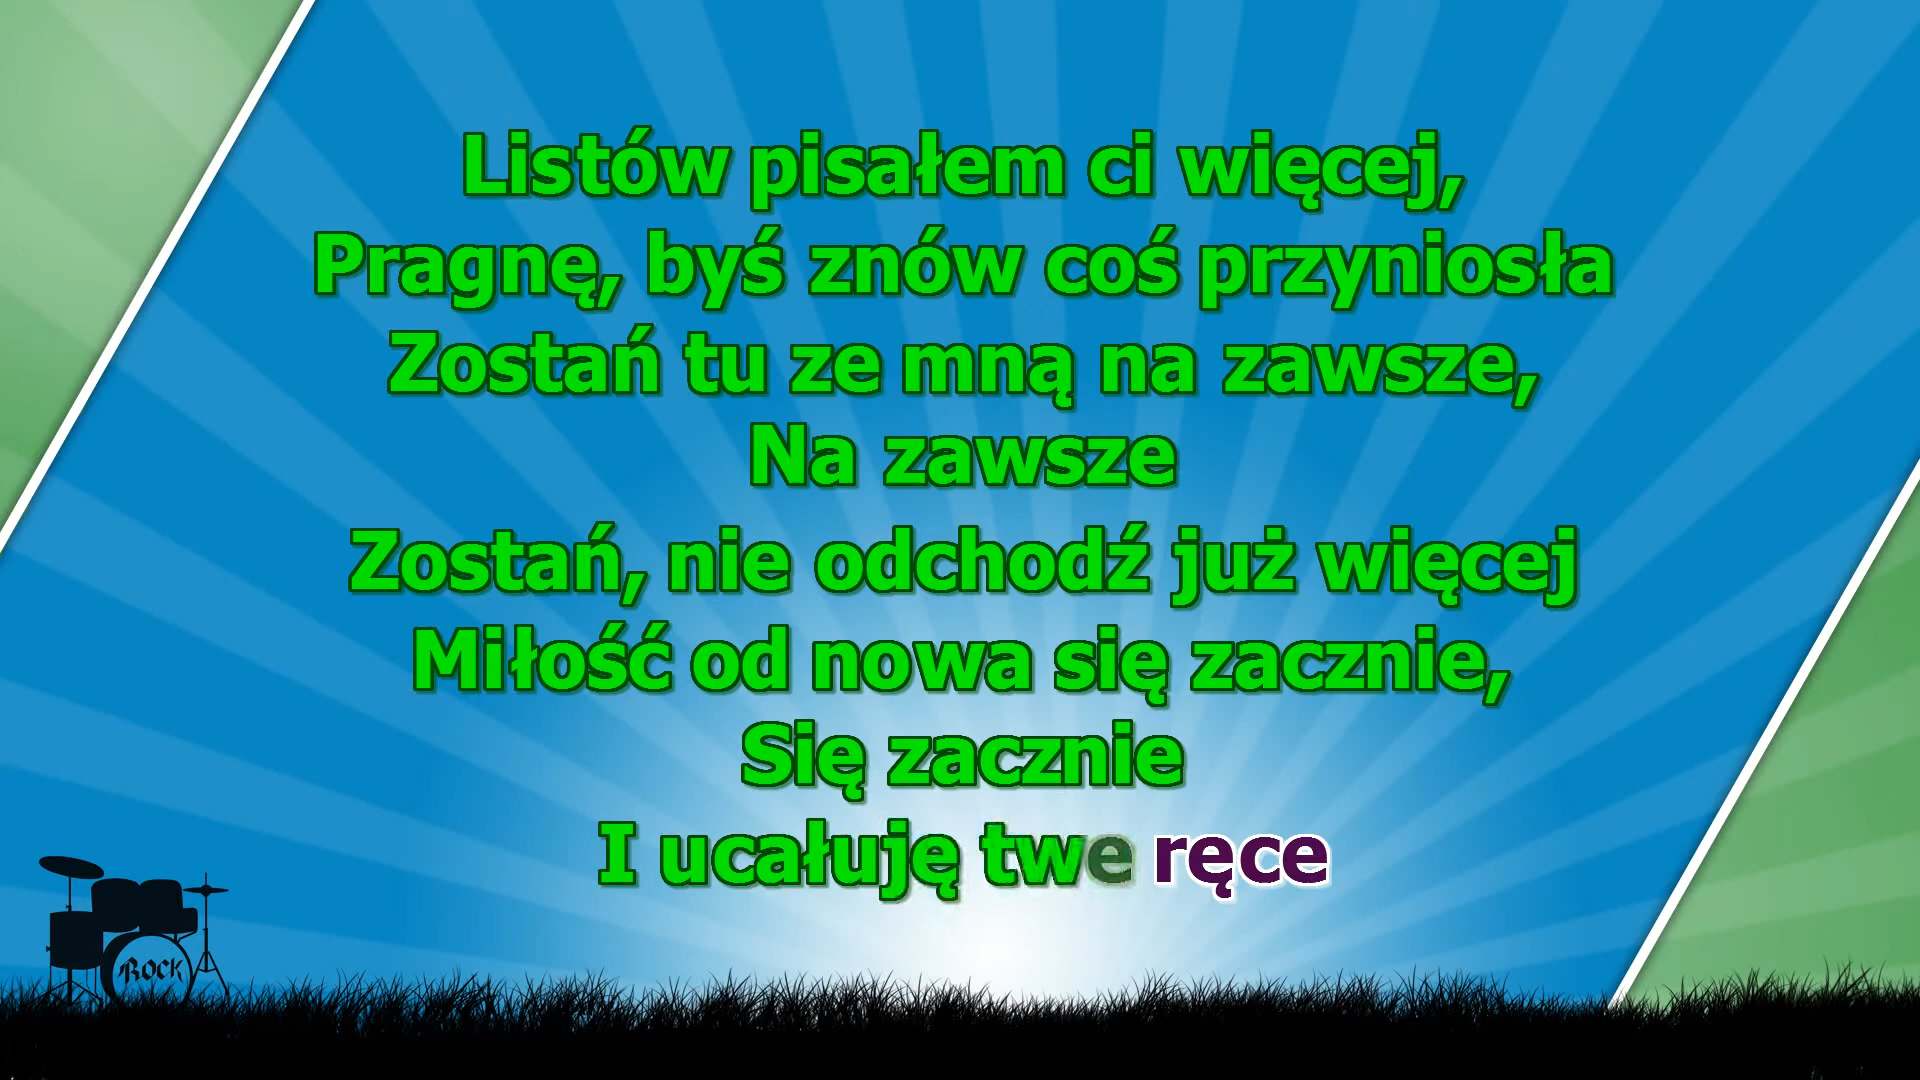 Listów pisałem ci więcej,
Pragnę, byś znów coś przyniosła
Zostań tu ze mną na zawsze,
Na zawsze
Zostań, nie odchodź już więcej
Miłość od nowa się zacznie,
Się zacznie
I ucałuję twe ręce
ROCK